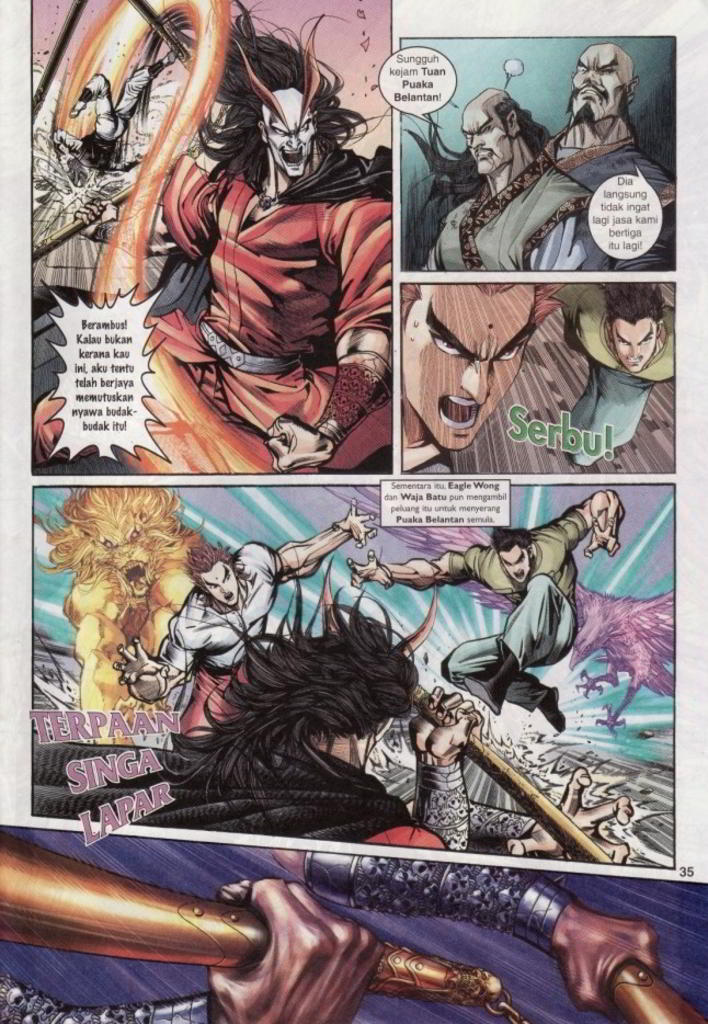 Sungguh
kejam Tuan
Puaka
Belantan!
Dia
langsung
tidak ingat
lagi jasa kami
bertiga
itu lagi!
Berambus!
Kalau bukan
kerana kau
ini, aku tentu
telah berjaya
memutuskan
nyawa budak-
budak itu!
Serbu!
Sementara itu, Eagle Wong
dan Waja Batu pun mengambil
peluang itu untuk menyerang
Puaka Belantan semula.
TERPAAN
SINGA
LAPAR
35